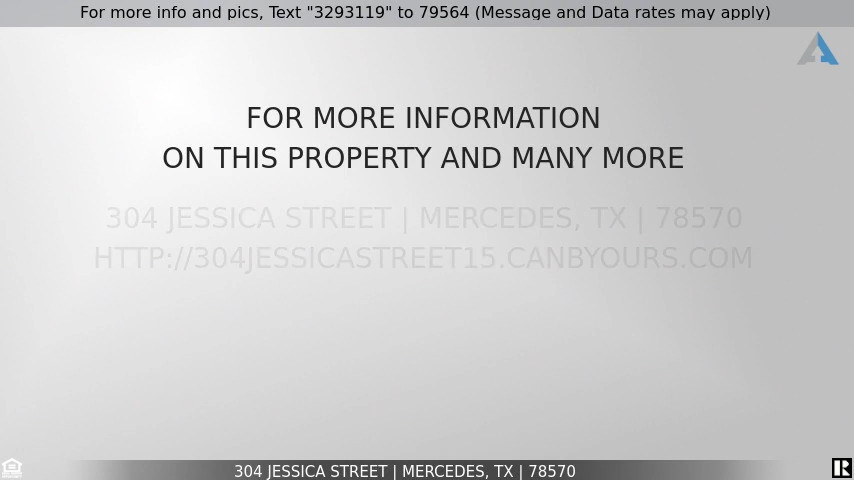 For more info and pics, Text "3293119" to 79564 (Message and Data rates may apply)
FOR MORE INFORMATION
ON THIS PROPERTY AND MANY MORE
304 JESSICA STREET | MERCEDES, TX | 78570
HTTP://304JESSICASTREET15.CANBYOURS.COM
304 JESSICA STREET | MERCEDES, TX | 78570